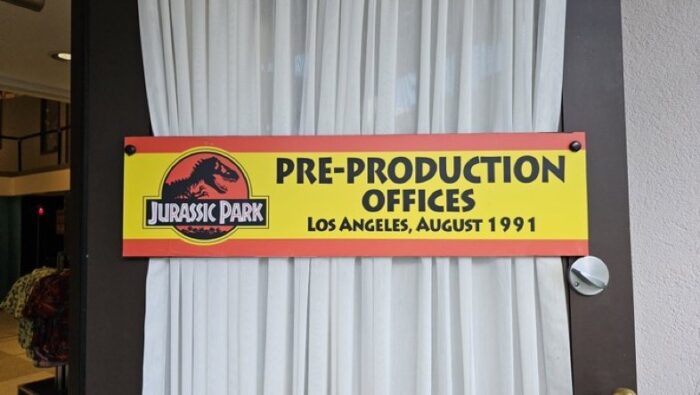 JURASSIC PARK
PRE-PRODUCTION
OFFICES
LOS ANGELES, AUGUST 1991